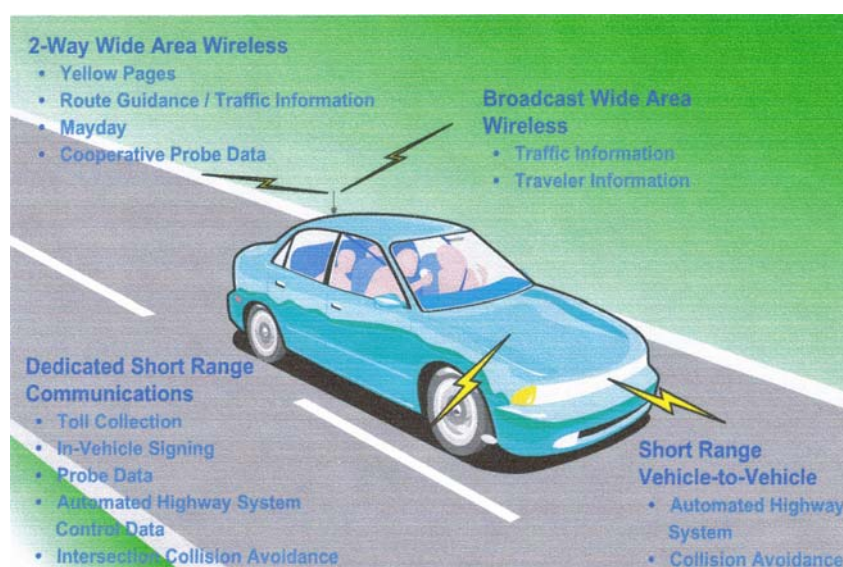 2-Way Wide Area Wireless
• Yellow Pages
• Route Guidance / Traffic Information
• Mayday
• Cooperative Probe Data
Broadcast Wide Area
Wireless
• Traffic Information
• Traveler Information
Dedicated Short Range
Communications
• Toll Collection
• In-Vehicle Signing
• Probe Data
• Automated Highway System
Control Data
• Intersection Collision Avoidance
Short Range
Vehicle-to-Vehicle
• Automated Highway
System
• Collision Avoidance